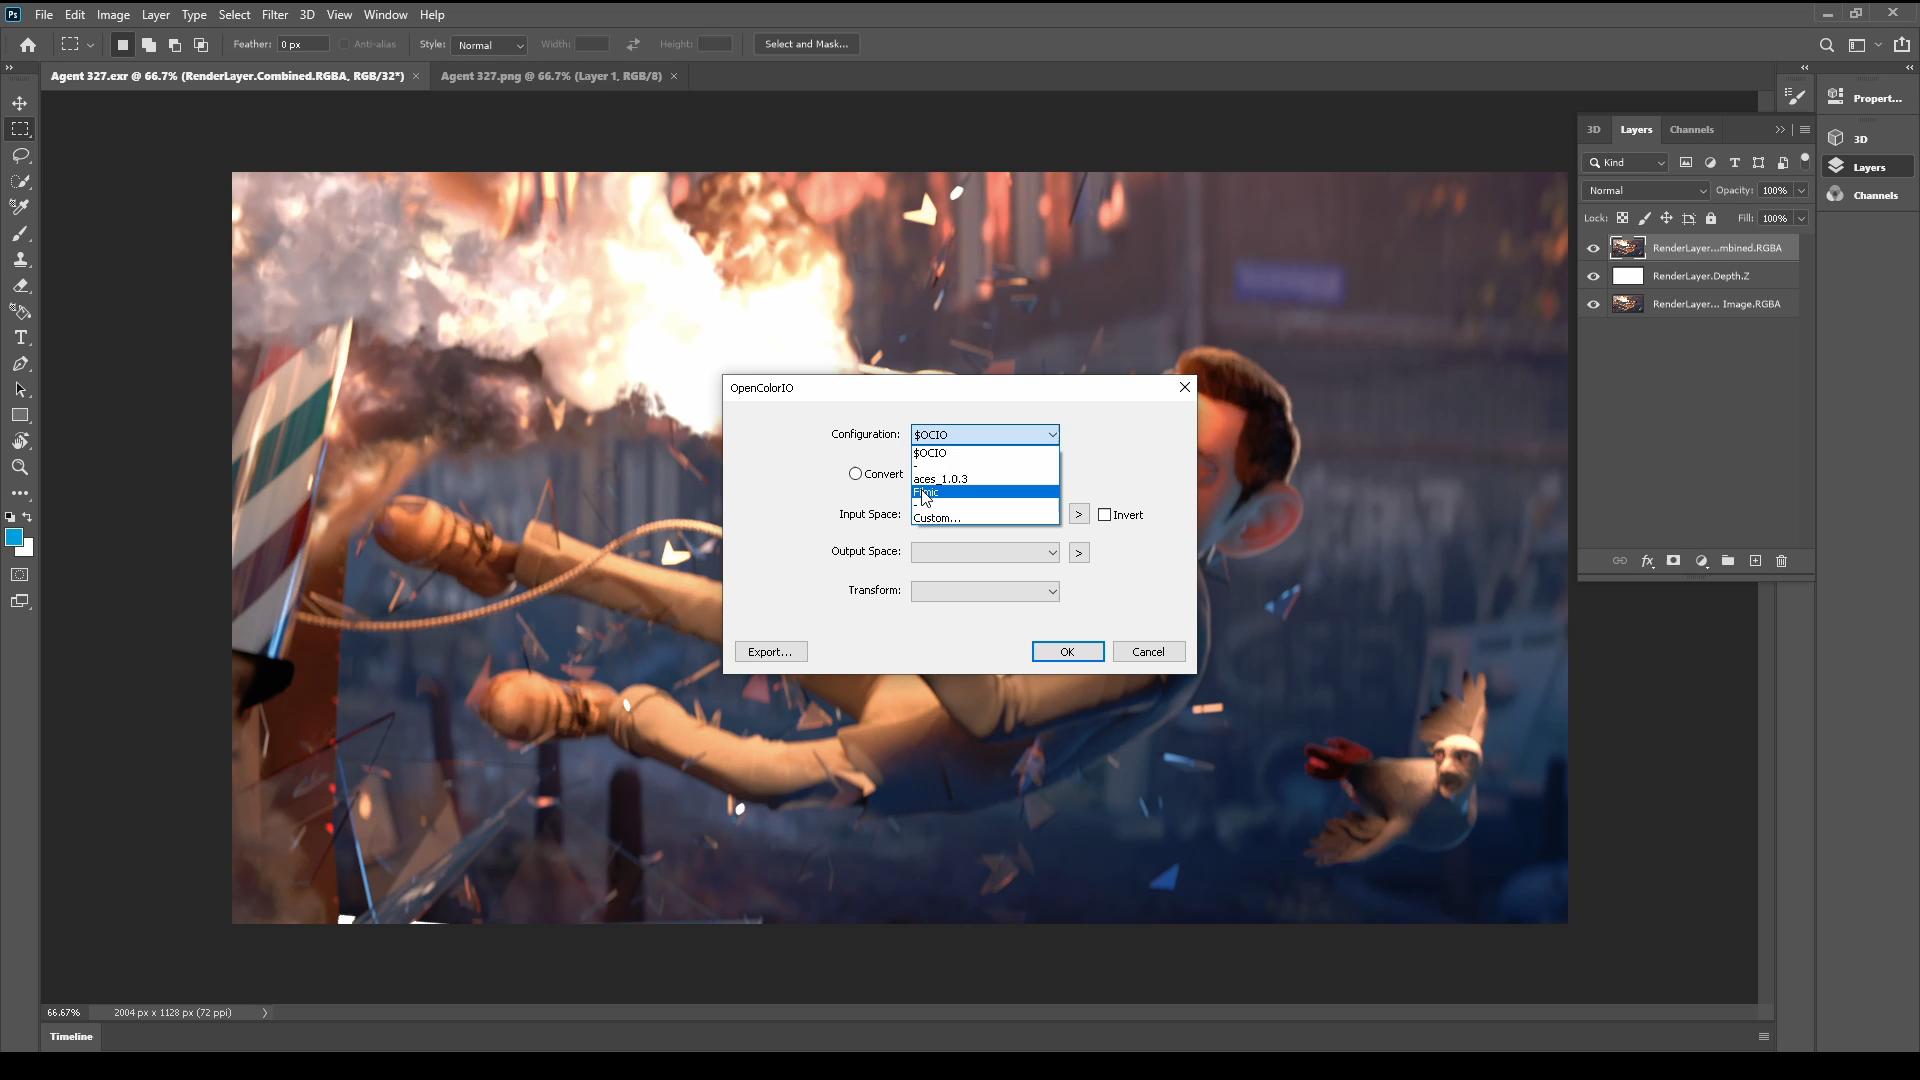 Ps File Edit Image Layer Type Select Filter 3D View Window Help
Feather: 0 px Anti-alias Style: Normal Width: Height: Select and Mask...
Agent 327.exr @ 66.7% (RenderLayer.Combined.RGBA, RGB/32*) × Agent 327.png @ 66.7% (Layer 1, RGB/8) ×
Propert...
3D
Layers
Channels
3D Layers Channels
Kind
Normal Opacity: 100%
Lock: Fill: 100%
RenderLayer...mbined.RGBA
RenderLayer.Depth.Z
RenderLayer... Image.RGBA
fx
OpenColorIO
Configuration: $OCIO
$OCIO
-
aces_1.0.3
Filmic
-
Custom...
Convert
Input Space: > Invert
Output Space: >
Transform:
Export... OK Cancel
66.67% 2004 px x 1128 px (72 ppi) >
Timeline